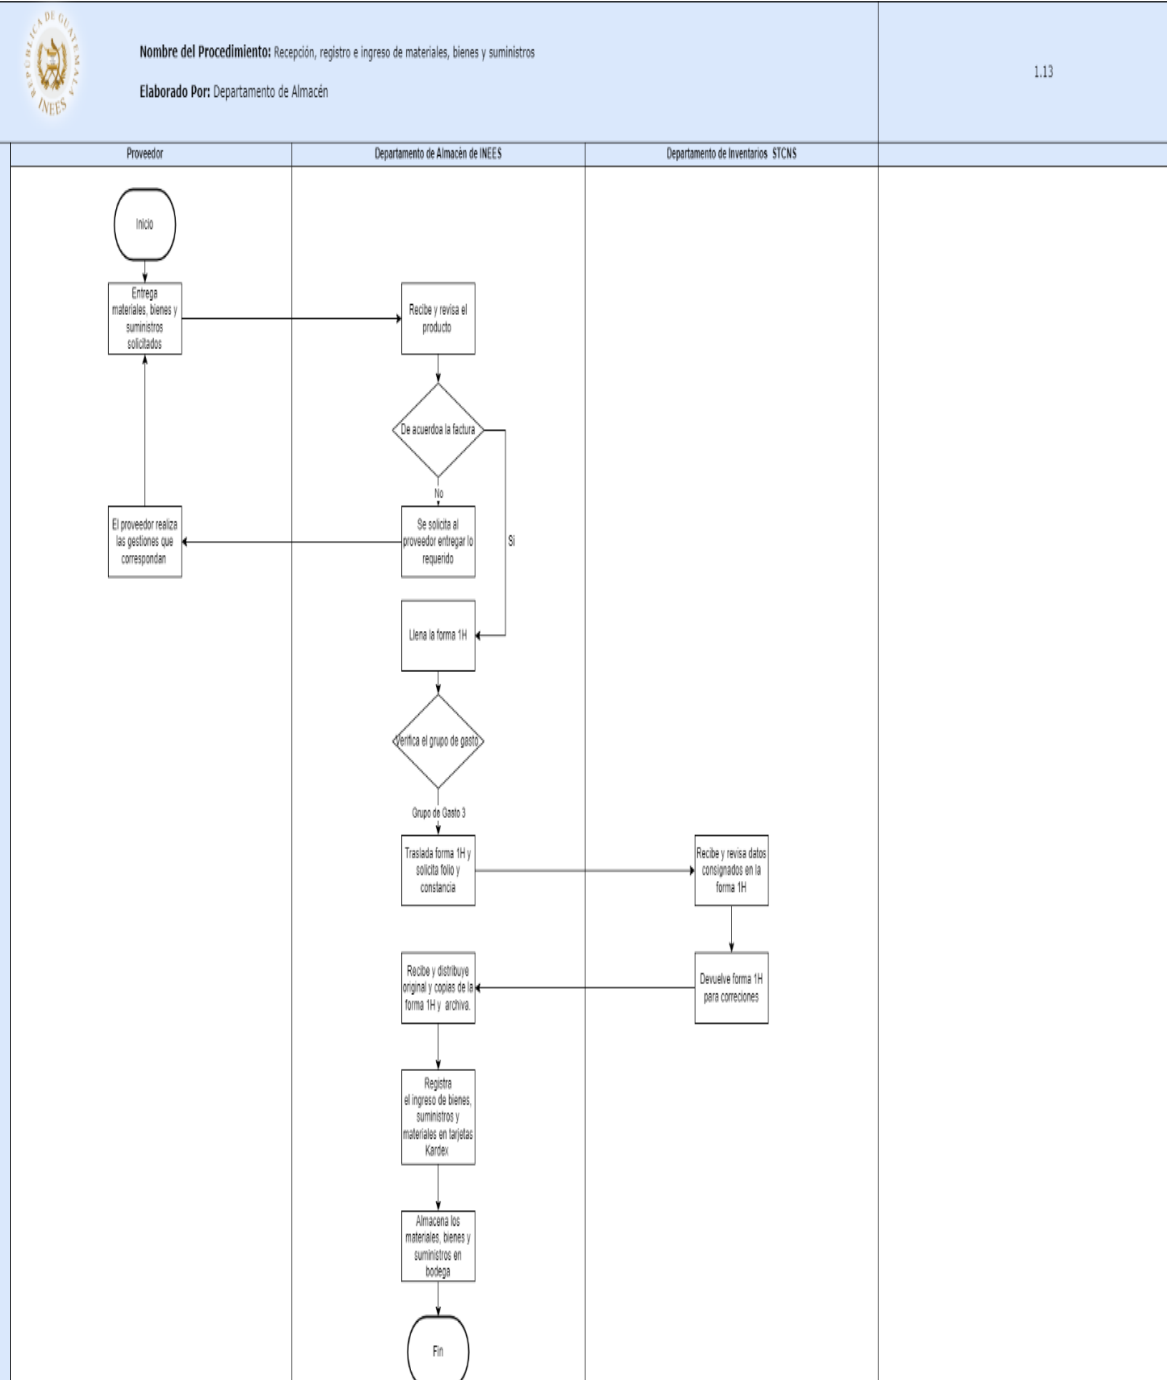 REPÚBLICA DE GUATEMALA
INEES
Nombre del Procedimiento: Recepción, registro e ingreso de materiales, bienes y suministros
1.13
Elaborado Por: Departamento de Almacén
Proveedor
Departamento de Almacén de INEES
Departamento de Inventarios STCNS
Inicio
Entrega
materiales, bienes y
suministros
solicitados
Recibe y revisa el
producto
De acuerdoa la factura
No
Si
El proveedor realiza
las gestiones que
correspondan
Se solicita al
proveedor entregar lo
requerido
Llena la forma 1H
Verifica el grupo de gasto
Grupo de Gasto 3
Traslada forma 1H y
solicita folio y
constancia
Recibe y revisa datos
consignados en la
forma 1H
Recibe y distribuye
original y copias de la
forma 1H y archiva.
Devuelve forma 1H
para correciones
Registra
el ingreso de bienes,
suministros y
materiales en tarjetas
Kardex
Almacena los
materiales, bienes y
suministros en
bodega
Fin